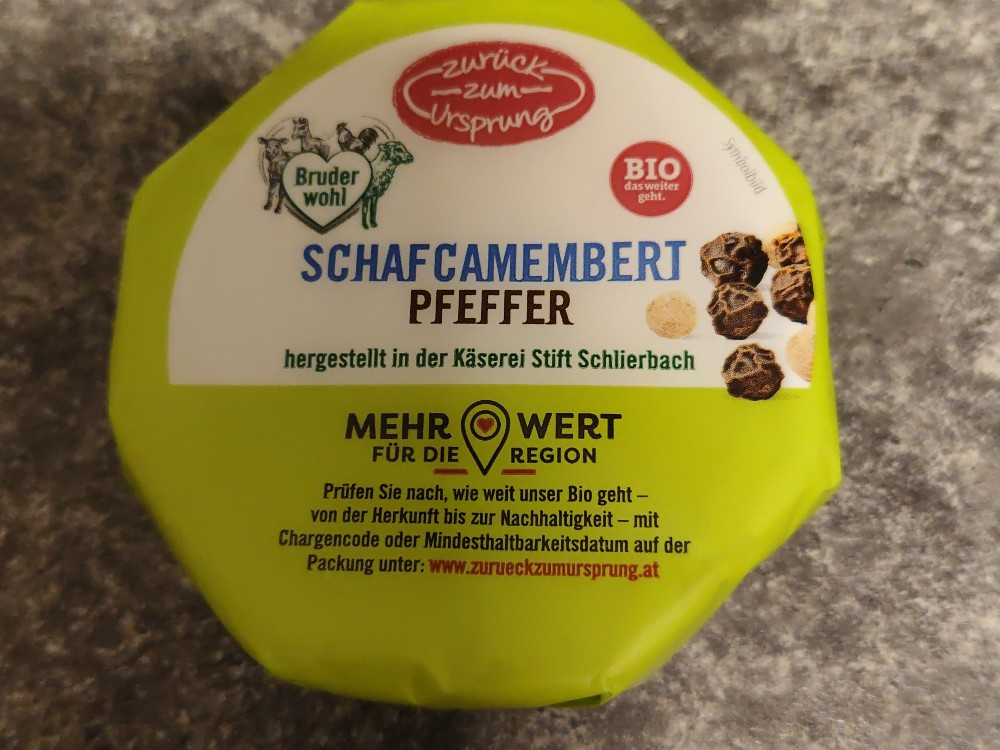 zurück
zum
Ursprung
Bruder
wohl
BIO
das weiter
geht.
Symbolbild
SCHAFCAMEMBERT
PFEFFER
hergestellt in der Käserei Stift Schlierbach
MEHR WERT
FÜR DIE REGION
Prüfen Sie nach, wie weit unser Bio geht –
von der Herkunft bis zur Nachhaltigkeit – mit
Chargencode oder Mindesthaltbarkeitsdatum auf der
Packung unter: www.zurueckzumursprung.at